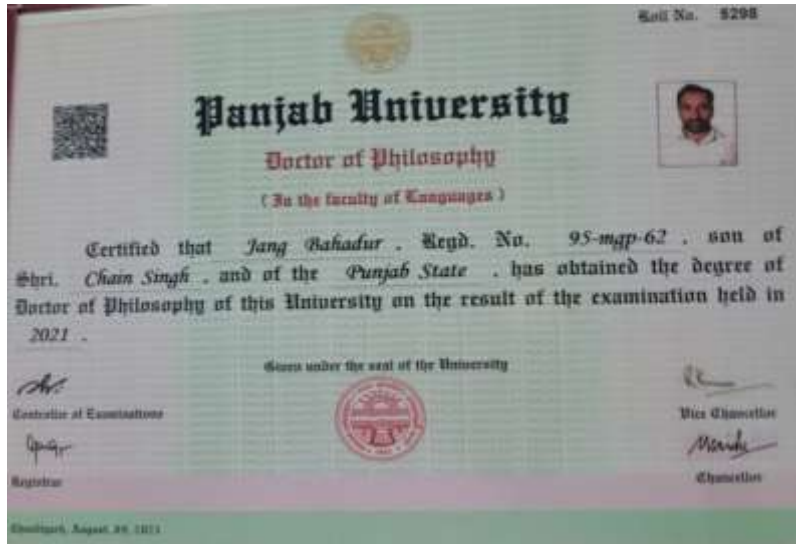 Roll No. 5298
Panjab University
Doctor of Philosophy
( In the faculty of Languages )
Certified that Jang Bahadur . Regd. No. 95-mgp-62 . son of
Shri. Chain Singh . and of the Punjab State . has obtained the degree of
Doctor of Philosophy of this University on the result of the examination held in
2021 .
Given under the seal of the University
Controller of Examinations
Vice Chancellor
Registrar
Chancellor
Chandigarh, August